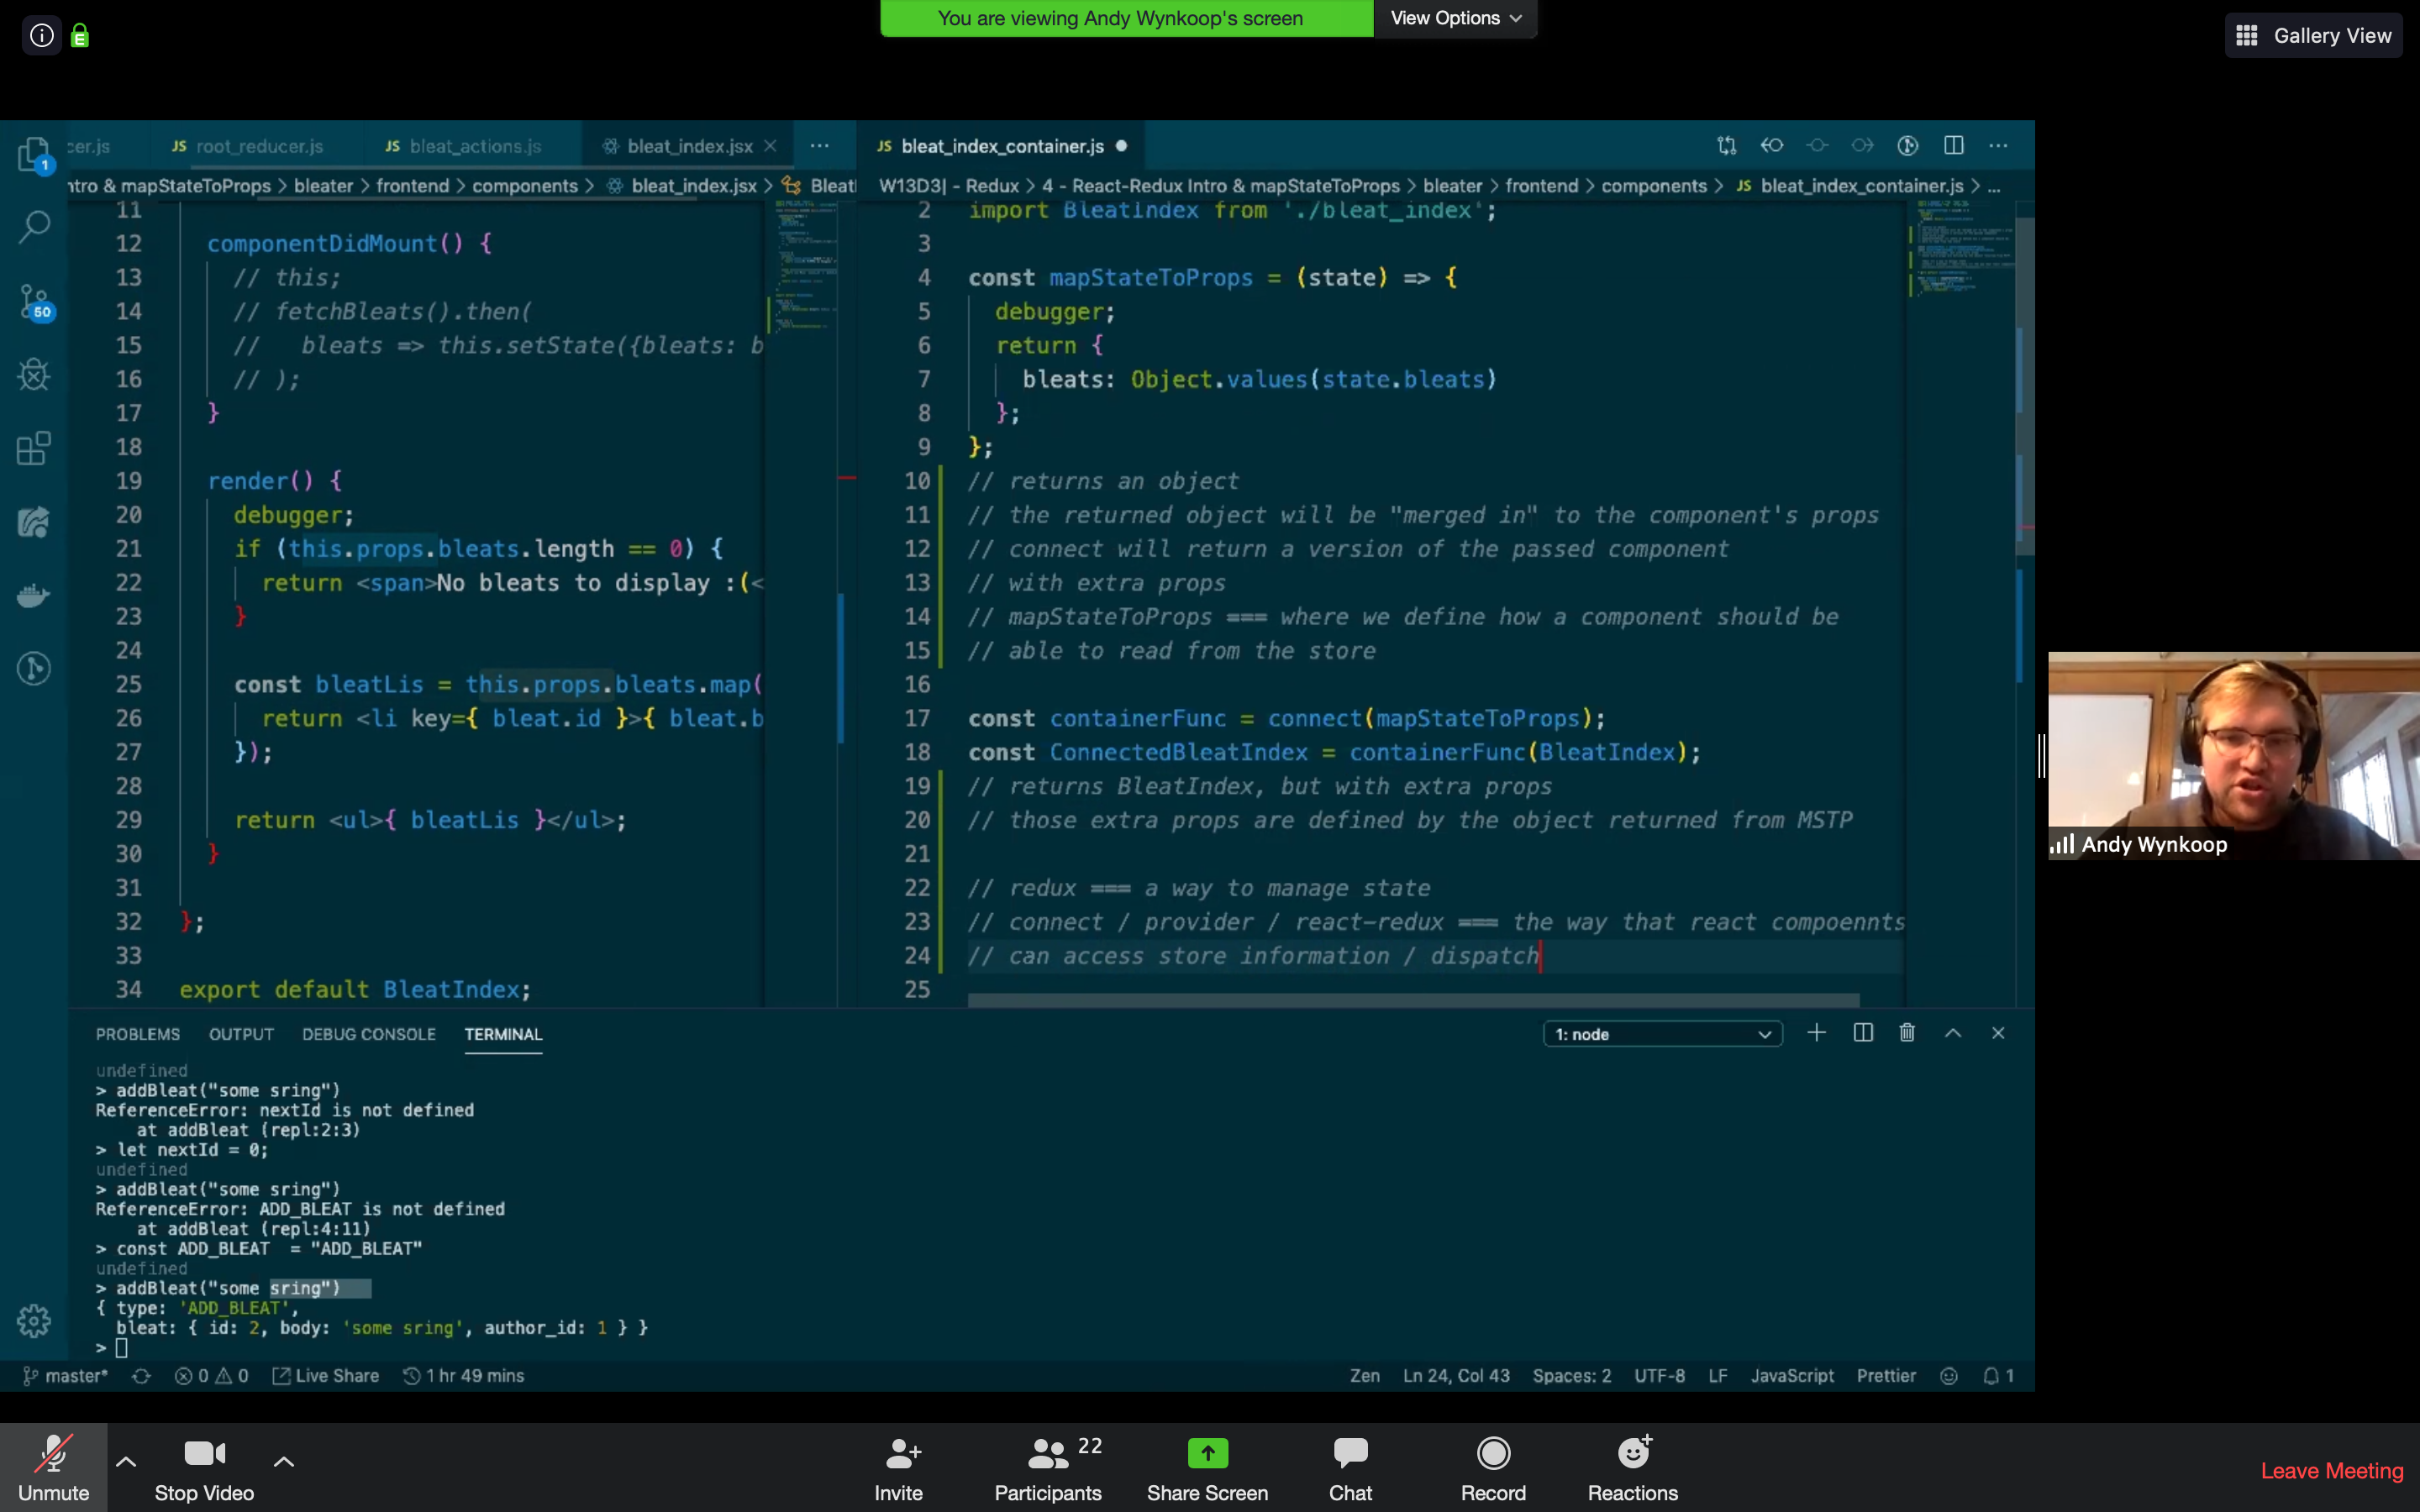 You are viewing Andy Wynkoop's screen
View Options
Gallery View
cer.js
JS root_reducer.js
JS bleat_actions.js
bleat_index.jsx
JS bleat_index_container.js
ntro & mapStateToProps > bleater > frontend > components > bleat_index.jsx > Bleatl
W13D3| - Redux > 4 - React-Redux Intro & mapStateToProps > bleater > frontend > components > JS bleat_index_container.js > ...
1
50
11
12 componentDidMount() {
13 // this;
14 // fetchBleats().then(
15 //   bleats => this.setState({bleats: b
16 // );
17 }
18
19 render() {
20 debugger;
21 if (this.props.bleats.length == 0) {
22 return <span>No bleats to display :(<
23 }
24
25 const bleatLis = this.props.bleats.map(
26 return <li key={ bleat.id }>{ bleat.b
27 });
28
29 return <ul>{ bleatLis }</ul>;
30 }
31
32 };
33
34 export default BleatIndex;
2 import BleatIndex from './bleat_index';
3
4 const mapStateToProps = (state) => {
5 debugger;
6 return {
7 bleats: Object.values(state.bleats)
8 };
9 };
10 // returns an object
11 // the returned object will be "merged in" to the component's props
12 // connect will return a version of the passed component
13 // with extra props
14 // mapStateToProps === where we define how a component should be
15 // able to read from the store
16
17 const containerFunc = connect(mapStateToProps);
18 const ConnectedBleatIndex = containerFunc(BleatIndex);
19 // returns BleatIndex, but with extra props
20 // those extra props are defined by the object returned from MSTP
21
22 // redux === a way to manage state
23 // connect / provider / react-redux === the way that react compoennts
24 // can access store information / dispatch
25
Andy Wynkoop
PROBLEMS OUTPUT DEBUG CONSOLE TERMINAL
1: node
undefined
> addBleat("some sring")
ReferenceError: nextId is not defined
    at addBleat (repl:2:3)
> let nextId = 0;
undefined
> addBleat("some sring")
ReferenceError: ADD_BLEAT is not defined
    at addBleat (repl:4:11)
> const ADD_BLEAT  = "ADD_BLEAT"
undefined
> addBleat("some sring")
{ type: 'ADD_BLEAT',
  bleat: { id: 2, body: 'some sring', author_id: 1 } }
>
master* 0 0 Live Share 1 hr 49 mins
Zen Ln 24, Col 43 Spaces: 2 UTF-8 LF JavaScript Prettier 1
Unmute
Stop Video
Invite
22
Participants
Share Screen
Chat
Record
Reactions
Leave Meeting